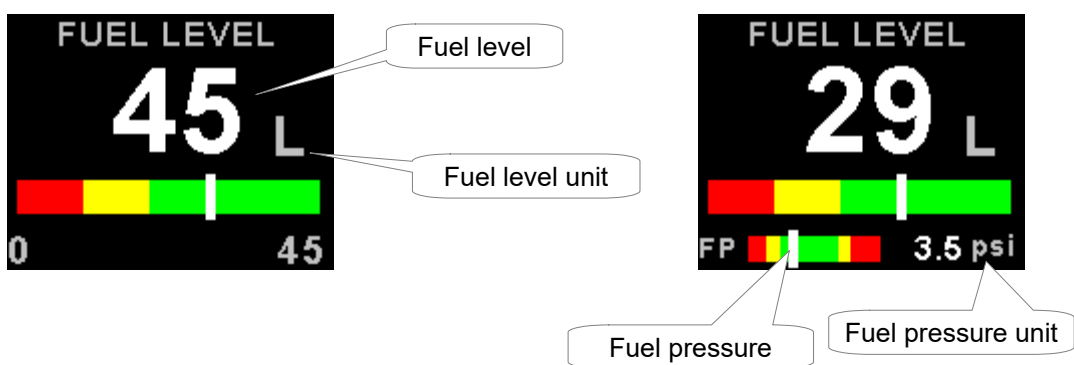 FUEL LEVEL
45 L
0 45
Fuel level
Fuel level unit
FUEL LEVEL
29 L
FP 3.5 psi
Fuel pressure
Fuel pressure unit